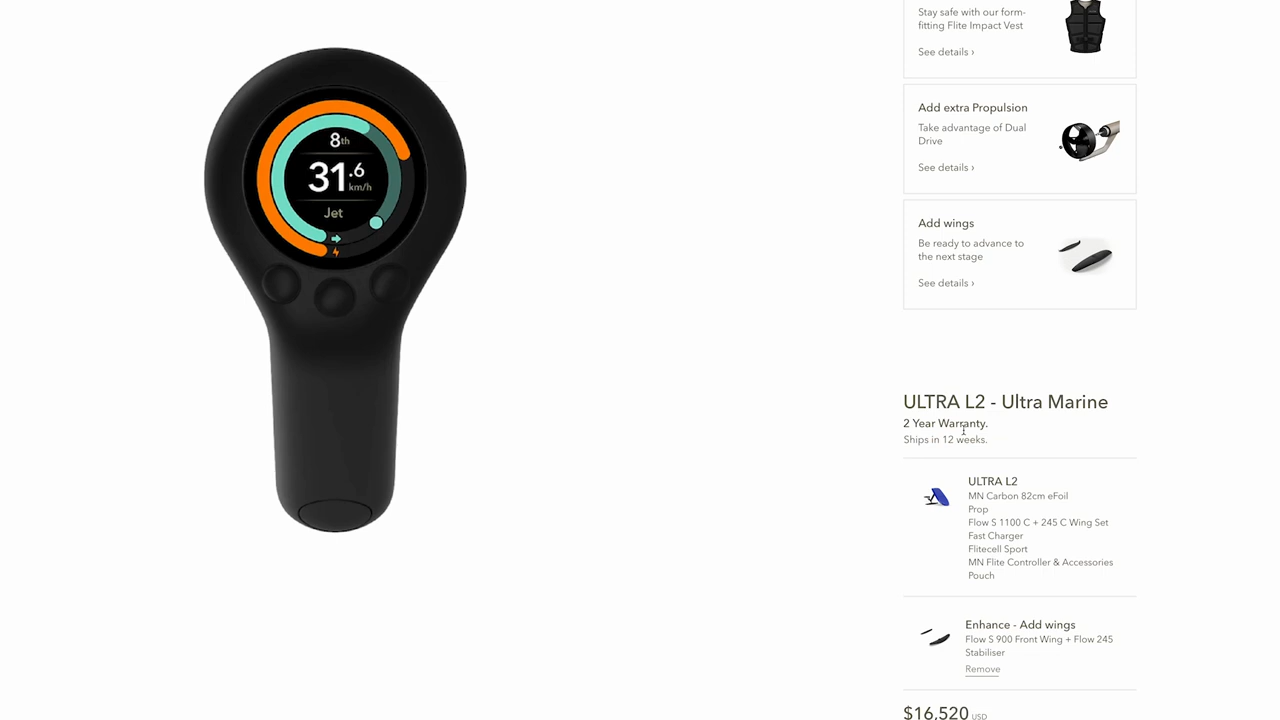 8th
31.6
km/h
Jet
Stay safe with our form-
fitting Flite Impact Vest
See details ›
Add extra Propulsion
Take advantage of Dual
Drive
See details ›
Add wings
Be ready to advance to
the next stage
See details ›
ULTRA L2 - Ultra Marine
2 Year Warranty.
Ships in 12 weeks.
ULTRA L2
MN Carbon 82cm eFoil
Prop
Flow S 1100 C + 245 C Wing Set
Fast Charger
Flitecell Sport
MN Flite Controller & Accessories
Pouch
Enhance - Add wings
Flow S 900 Front Wing + Flow 245
Stabiliser
Remove
$16,520 USD